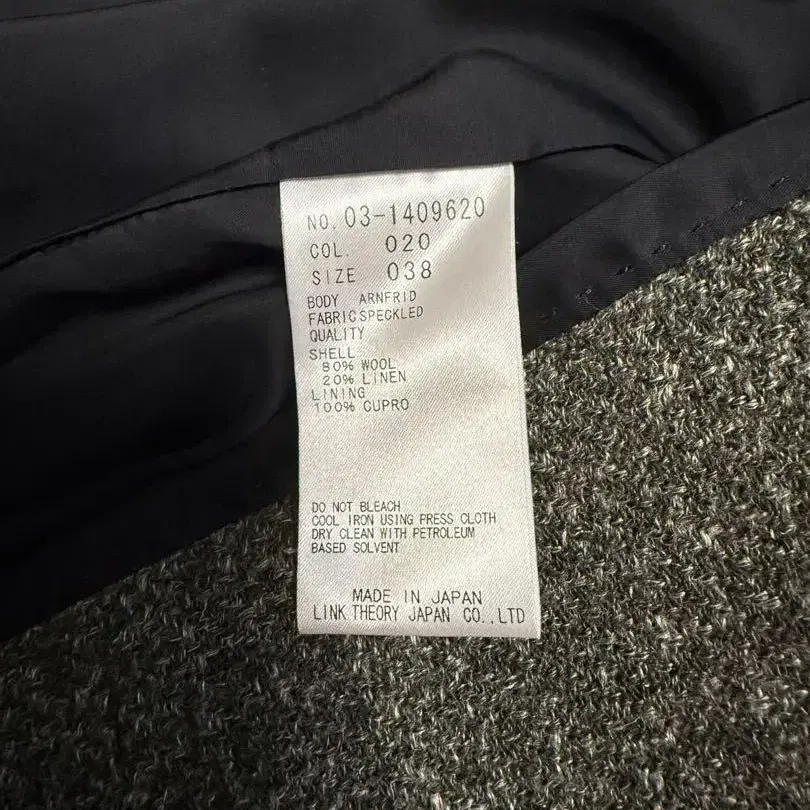 NO. 03-1409620
COL. 020
SIZE 038
BODY ARNFRID
FABRIC SPECKLED
QUALITY
SHELL
80% WOOL
20% LINEN
LINING
100% CUPRO
DO NOT BLEACH
COOL IRON USING PRESS CLOTH
DRY CLEAN WITH PETROLEUM
BASED SOLVENT
MADE IN JAPAN
LINK THEORY JAPAN CO.,LTD